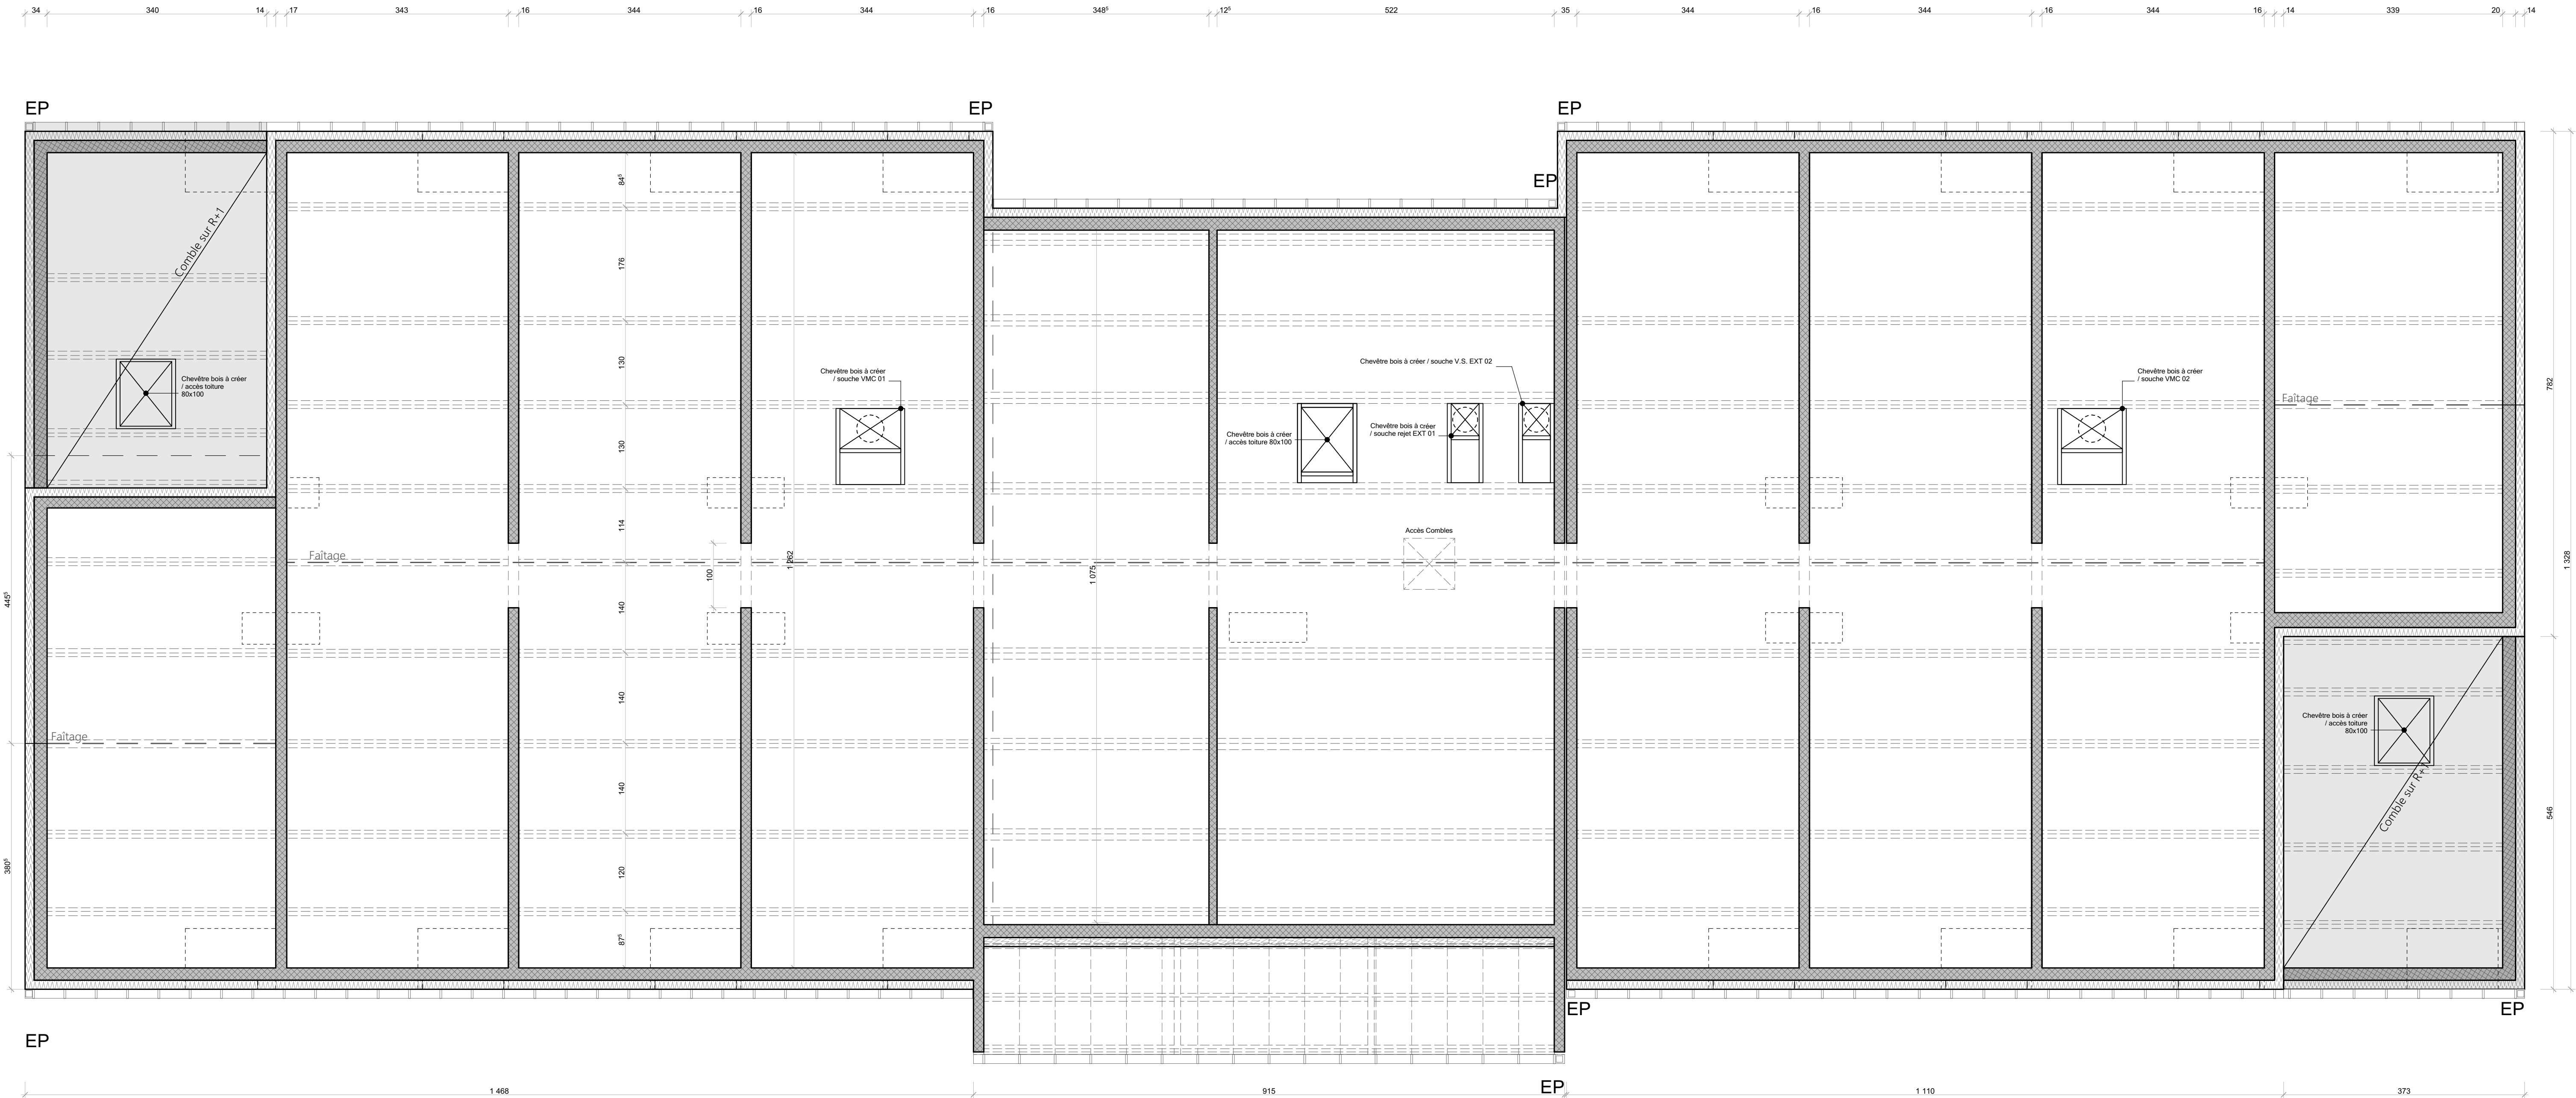 34 340 14 17 343 16 344 16 344 16 348⁵ 12⁵ 522 35 344 16 344 16 344 16 14 339 20 14
EP EP EP
EP
84⁵
176
130
130
114
100
140
140
140
120
87⁵
1 262
1 075
445⁵
380⁵
782
546
1 328
Comble sur R+1
Chevêtre bois à créer
/ accès toiture
80x100
Chevêtre bois à créer
/ souche VMC 01
Chevêtre bois à créer / souche V.S. EXT 02
Chevêtre bois à créer
/ souche rejet EXT 01
Chevêtre bois à créer
/ accès toiture 80x100
Chevêtre bois à créer
/ souche VMC 02
Faîtage
Accès Combles
Faîtage
Faîtage
Chevêtre bois à créer
/ accès toiture
80x100
Comble sur R+1
EP EP
EP
EP
1 468 915 1 110 373